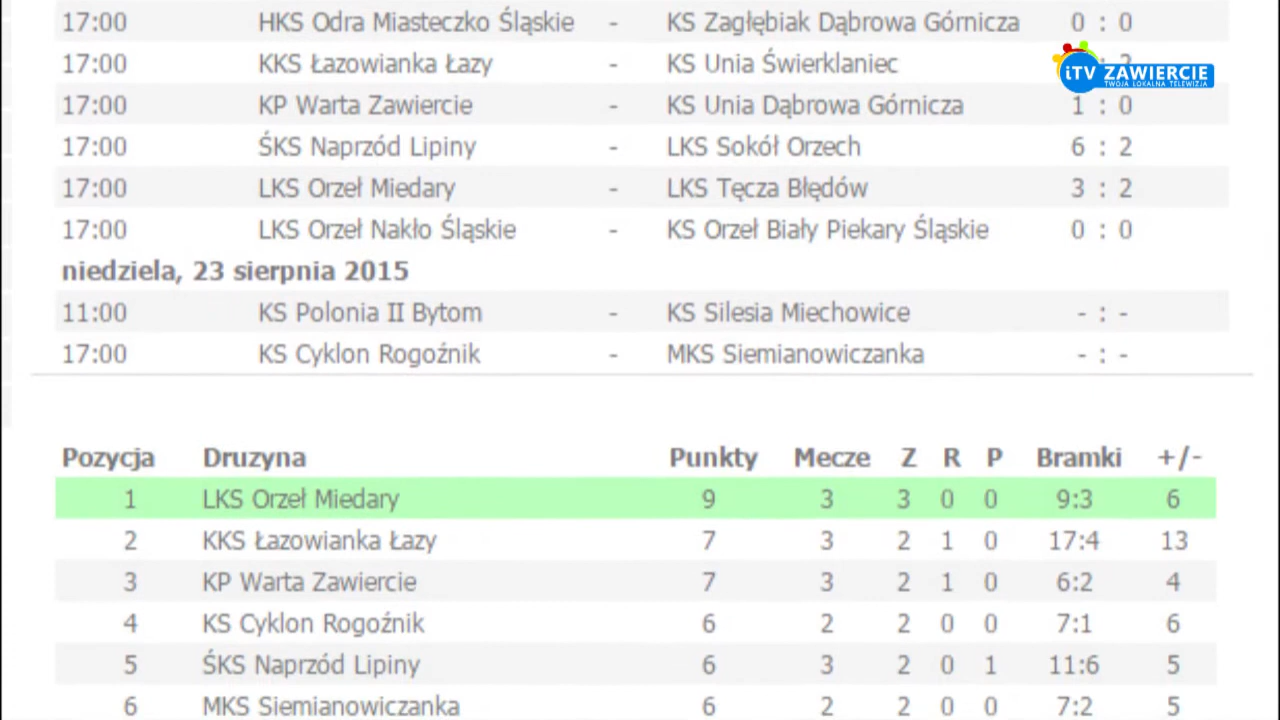 17:00 HKS Odra Miasteczko Śląskie - KS Zagłębiak Dąbrowa Górnicza 0 : 0
17:00 KKS Łazowianka Łazy - KS Unia Świerklaniec : 2
iTV ZAWIERCIE
TWOJA LOKALNA TELEWIZJA
17:00 KP Warta Zawiercie - KS Unia Dąbrowa Górnicza 1 : 0
17:00 ŚKS Naprzód Lipiny - LKS Sokół Orzech 6 : 2
17:00 LKS Orzeł Miedary - LKS Tęcza Błędów 3 : 2
17:00 LKS Orzeł Nakło Śląskie - KS Orzeł Biały Piekary Śląskie 0 : 0
niedziela, 23 sierpnia 2015
11:00 KS Polonia II Bytom - KS Silesia Miechowice - : -
17:00 KS Cyklon Rogoźnik - MKS Siemianowiczanka - : -
Pozycja Druzyna Punkty Mecze Z R P Bramki +/-
1 LKS Orzeł Miedary 9 3 3 0 0 9:3 6
2 KKS Łazowianka Łazy 7 3 2 1 0 17:4 13
3 KP Warta Zawiercie 7 3 2 1 0 6:2 4
4 KS Cyklon Rogoźnik 6 2 2 0 0 7:1 6
5 ŚKS Naprzód Lipiny 6 3 2 0 1 11:6 5
6 MKS Siemianowiczanka 6 2 2 0 0 7:2 5